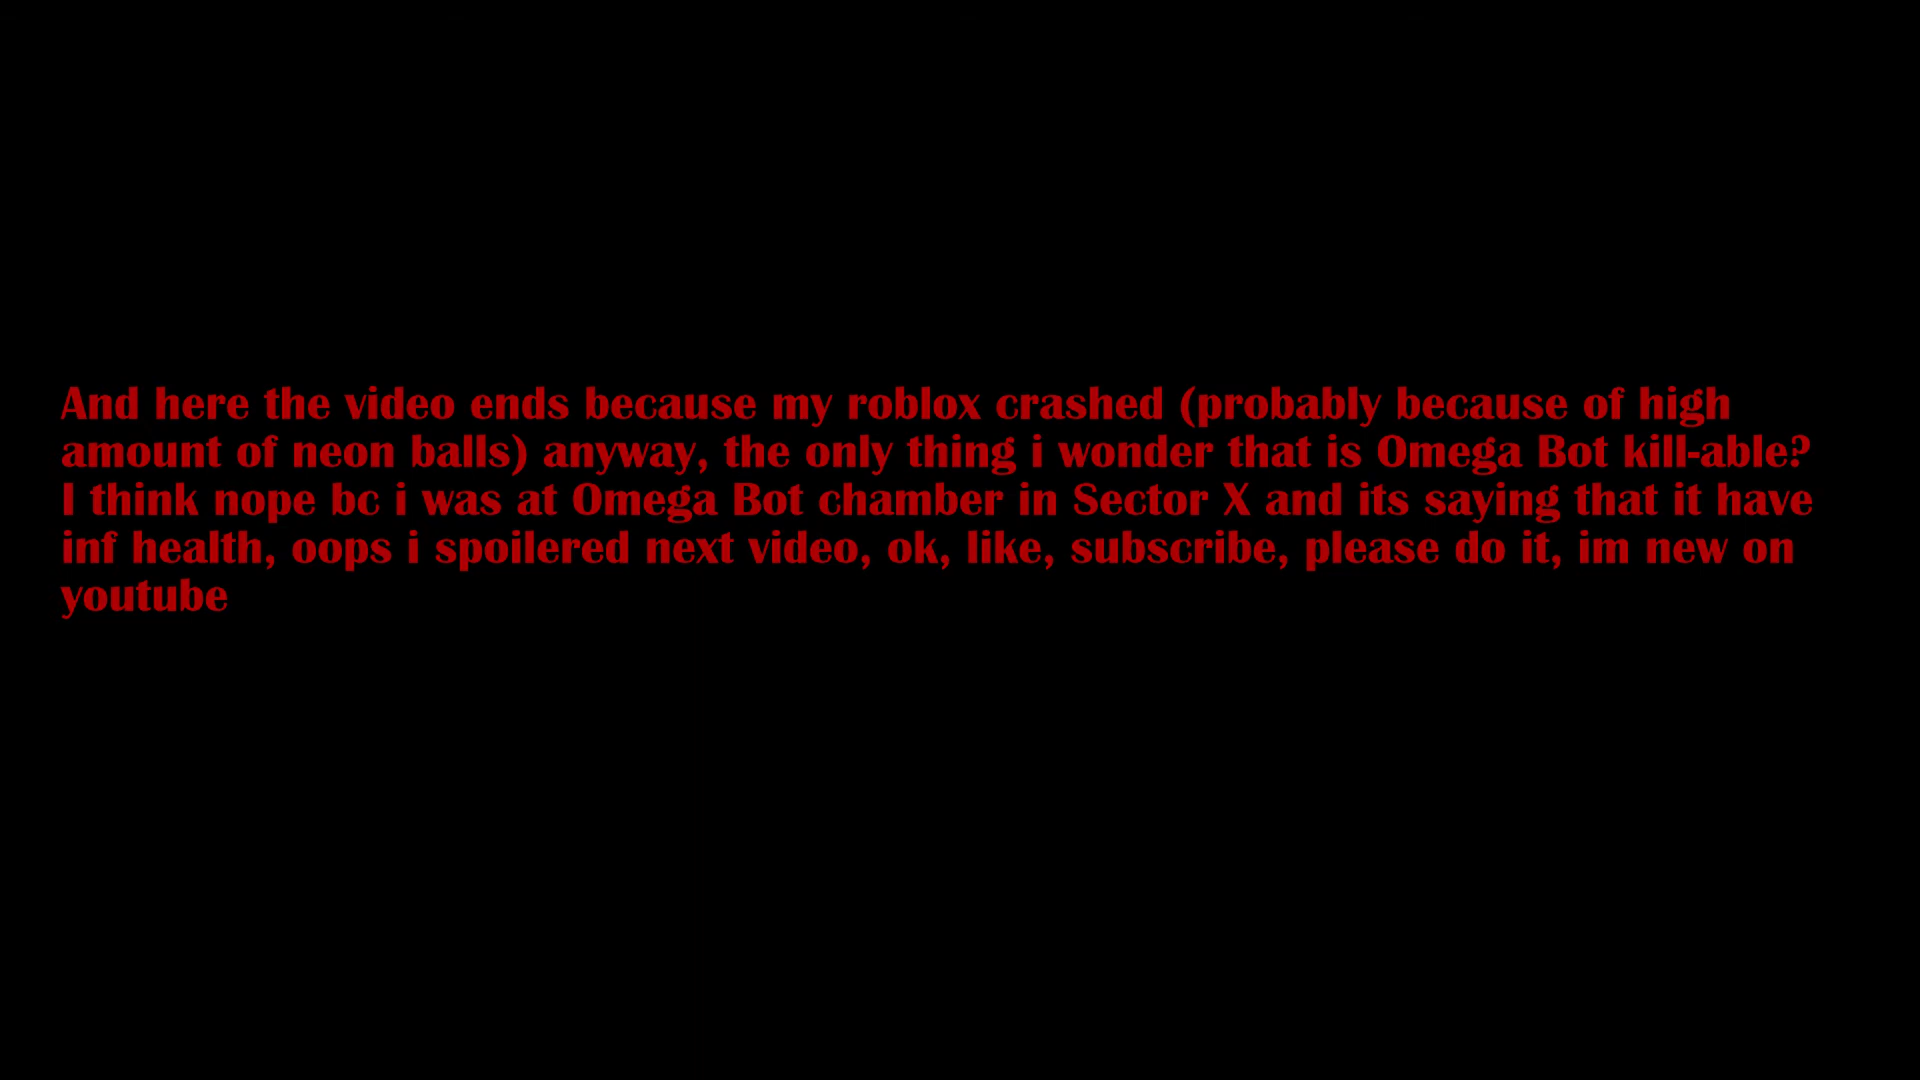 And here the video ends because my roblox crashed (probably because of high
amount of neon balls) anyway, the only thing i wonder that is Omega Bot kill-able?
I think nope bc i was at Omega Bot chamber in Sector X and its saying that it have
inf health, oops i spoilered next video, ok, like, subscribe, please do it, im new on
youtube